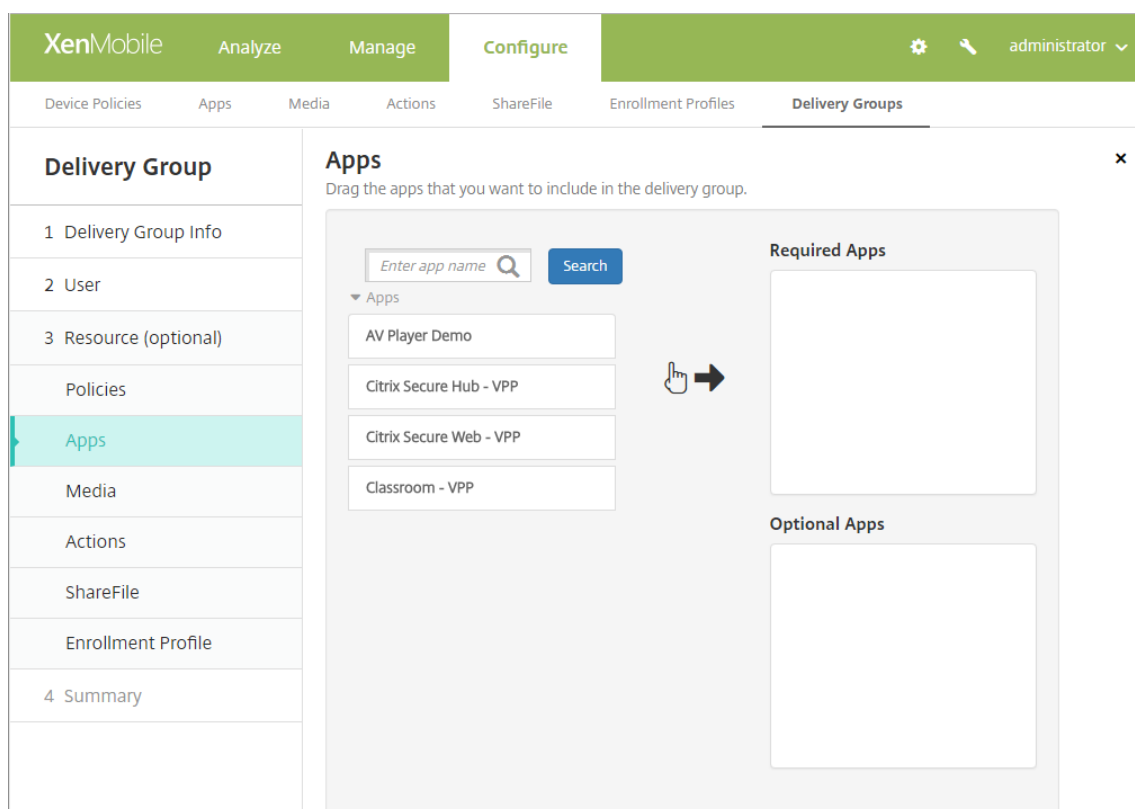 XenMobile Analyze Manage Configure administrator
Device Policies Apps Media Actions ShareFile Enrollment Profiles Delivery Groups
Delivery Group
1 Delivery Group Info
2 User
3 Resource (optional)
Policies
Apps
Media
Actions
ShareFile
Enrollment Profile
4 Summary
Apps
Drag the apps that you want to include in the delivery group.
Enter app name Search
Apps
AV Player Demo
Citrix Secure Hub - VPP
Citrix Secure Web - VPP
Classroom - VPP
Required Apps
Optional Apps